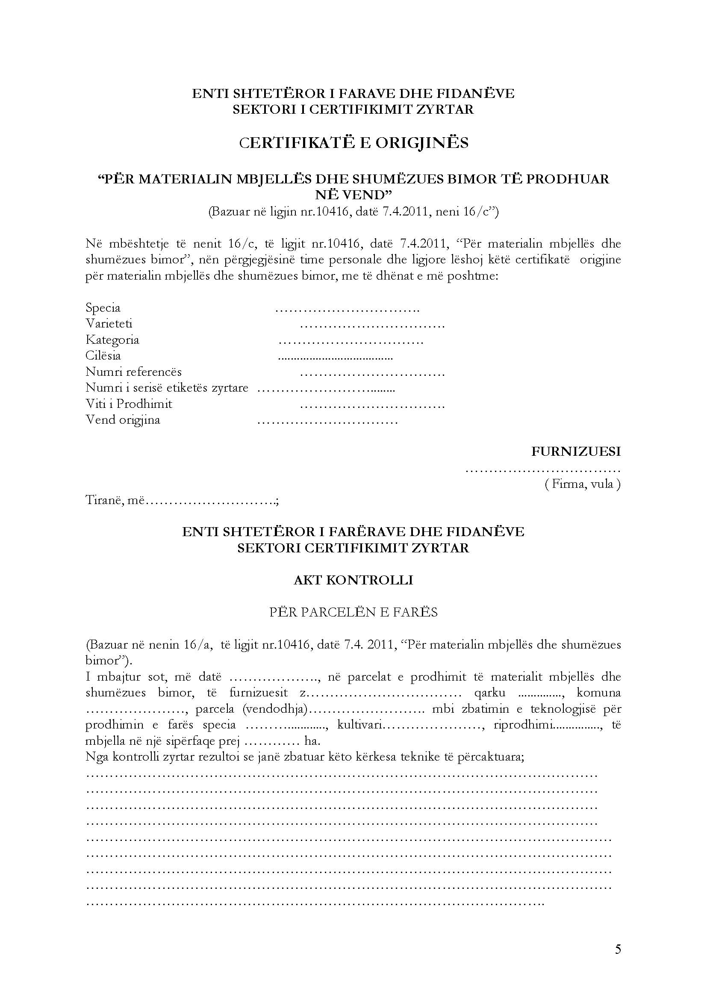 ENTI SHTETËROR I FARAVE DHE FIDANËVE
SEKTORI I CERTIFIKIMIT ZYRTAR
CERTIFIKATË E ORIGJINËS
“PËR MATERIALIN MBJELLËS DHE SHUMËZUES BIMOR TË PRODHUAR
NË VEND”
(Bazuar në ligjin nr.10416, datë 7.4.2011, neni 16/c”)
Në mbështetje të nenit 16/c, të ligjit nr.10416, datë 7.4.2011, “Për materialin mbjellës dhe
shumëzues bimor”, nën përgjegjësinë time personale dhe ligjore lëshoj këtë certifikatë origjine
për materialin mbjellës dhe shumëzues bimor, me të dhënat e më poshtme:
Specia ………………………….
Varieteti ………………………….
Kategoria ………………………….
Cilësia .....................................
Numri referencës ………………………….
Numri i serisë etiketës zyrtare ……………………........
Viti i Prodhimit ………………………….
Vend origjina …………………………
FURNIZUESI
……………………………
( Firma, vula )
Tiranë, më……………………….;
ENTI SHTETËROR I FARËRAVE DHE FIDANËVE
SEKTORI CERTIFIKIMIT ZYRTAR
AKT KONTROLLI
PËR PARCELËN E FARËS
(Bazuar në nenin 16/a, të ligjit nr.10416, datë 7.4. 2011, “Për materialin mbjellës dhe shumëzues
bimor”).
I mbajtur sot, më datë ………………., në parcelat e prodhimit të materialit mbjellës dhe
shumëzues bimor, të furnizuesit z…………………………… qarku .............., komuna
…………………, parcela (vendodhja)……………………. mbi zbatimin e teknologjisë për
prodhimin e farës specia ………............, kultivari…………………, riprodhimi..............., të
mbjella në një sipërfaqe prej ………… ha.
Nga kontrolli zyrtar rezultoi se janë zbatuar këto kërkesa teknike të përcaktuara;
………………………………………………………………………………………………
………………………………………………………………………………………………
………………………………………………………………………………………………
………………………………………………………………………………………………
…………………………………………………………………………………………………
…………………………………………………………………………………………………
…………………………………………………………………………………………………
…………………………………………………………………………………………………
…………………………………………………………………………………….
5